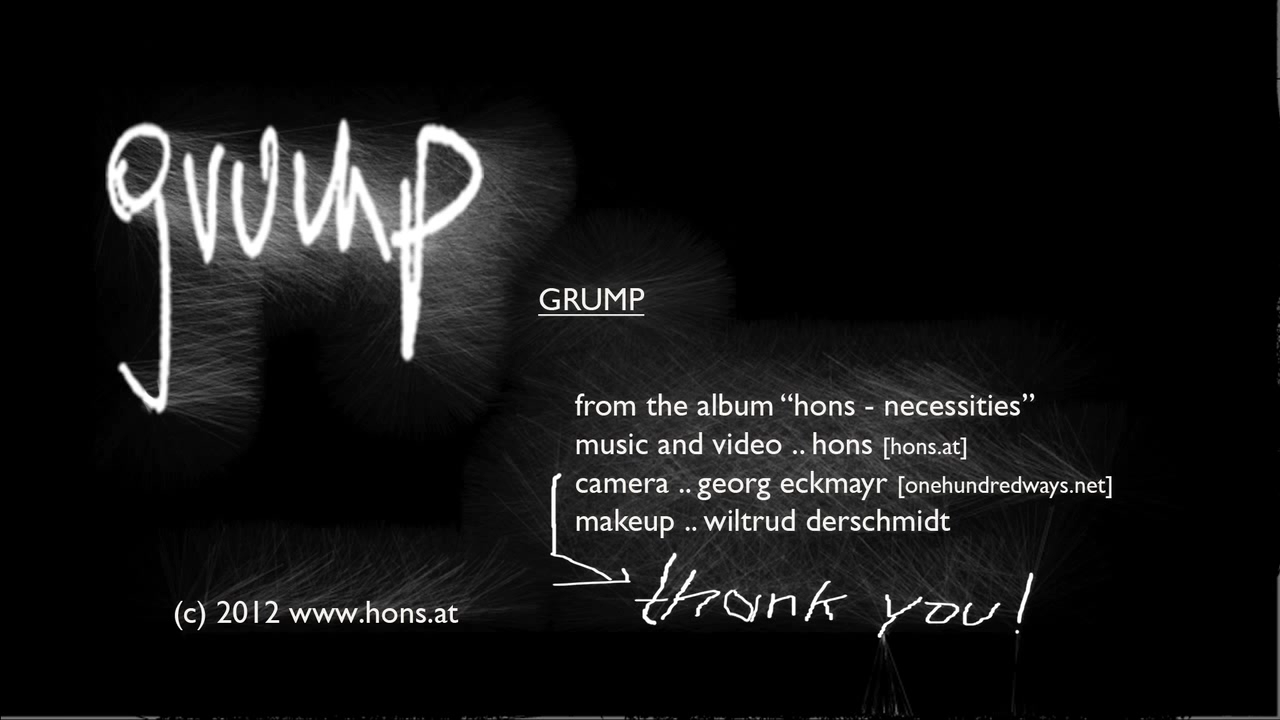 grump
GRUMP
from the album “hons - necessities”
music and video .. hons [hons.at]
camera .. georg eckmayr [onehundredways.net]
makeup .. wiltrud derschmidt
thank you!
(c) 2012 www.hons.at